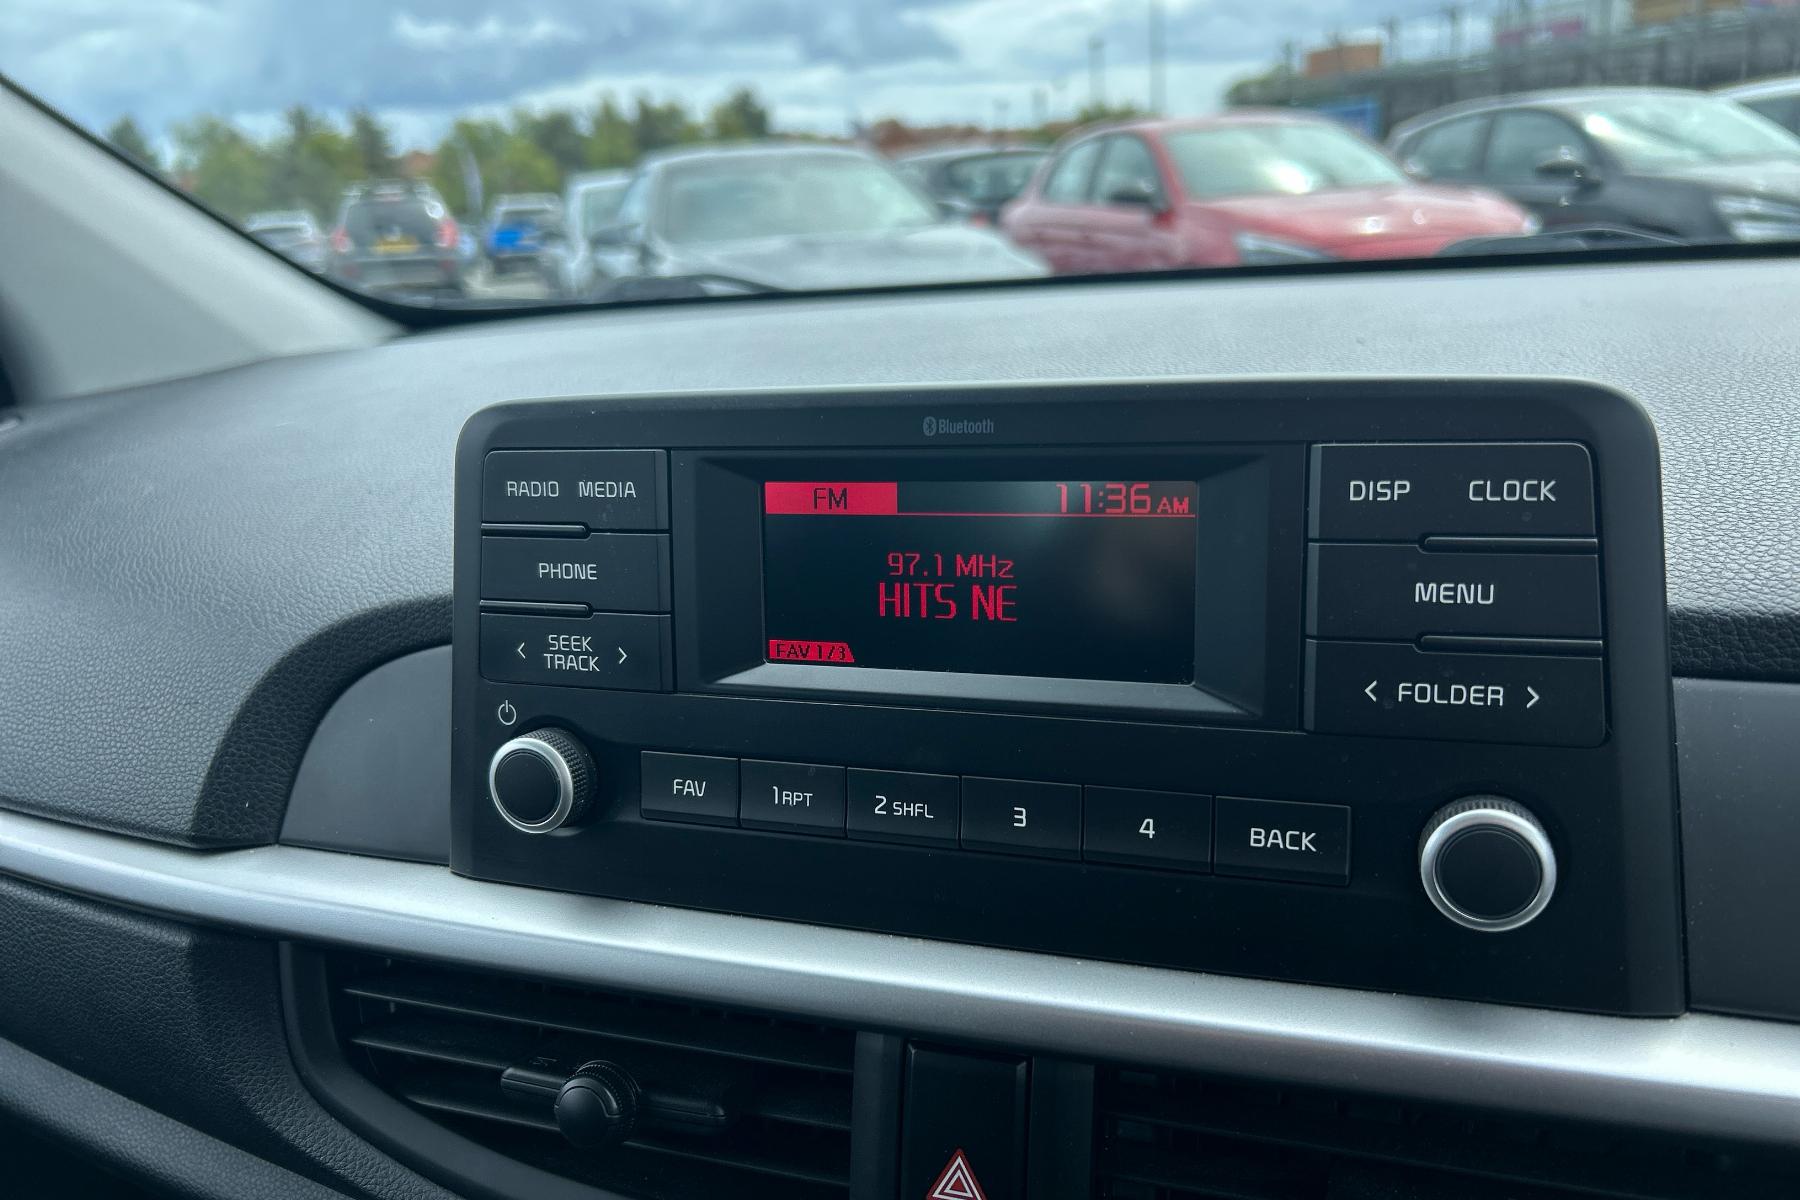 Bluetooth
RADIO MEDIA
PHONE
< SEEK TRACK >
FM 11:36 AM
97.1 MHz
HITS NE
FAV 1/3
DISP CLOCK
MENU
< FOLDER >
FAV 1 RPT 2 SHFL 3 4 BACK